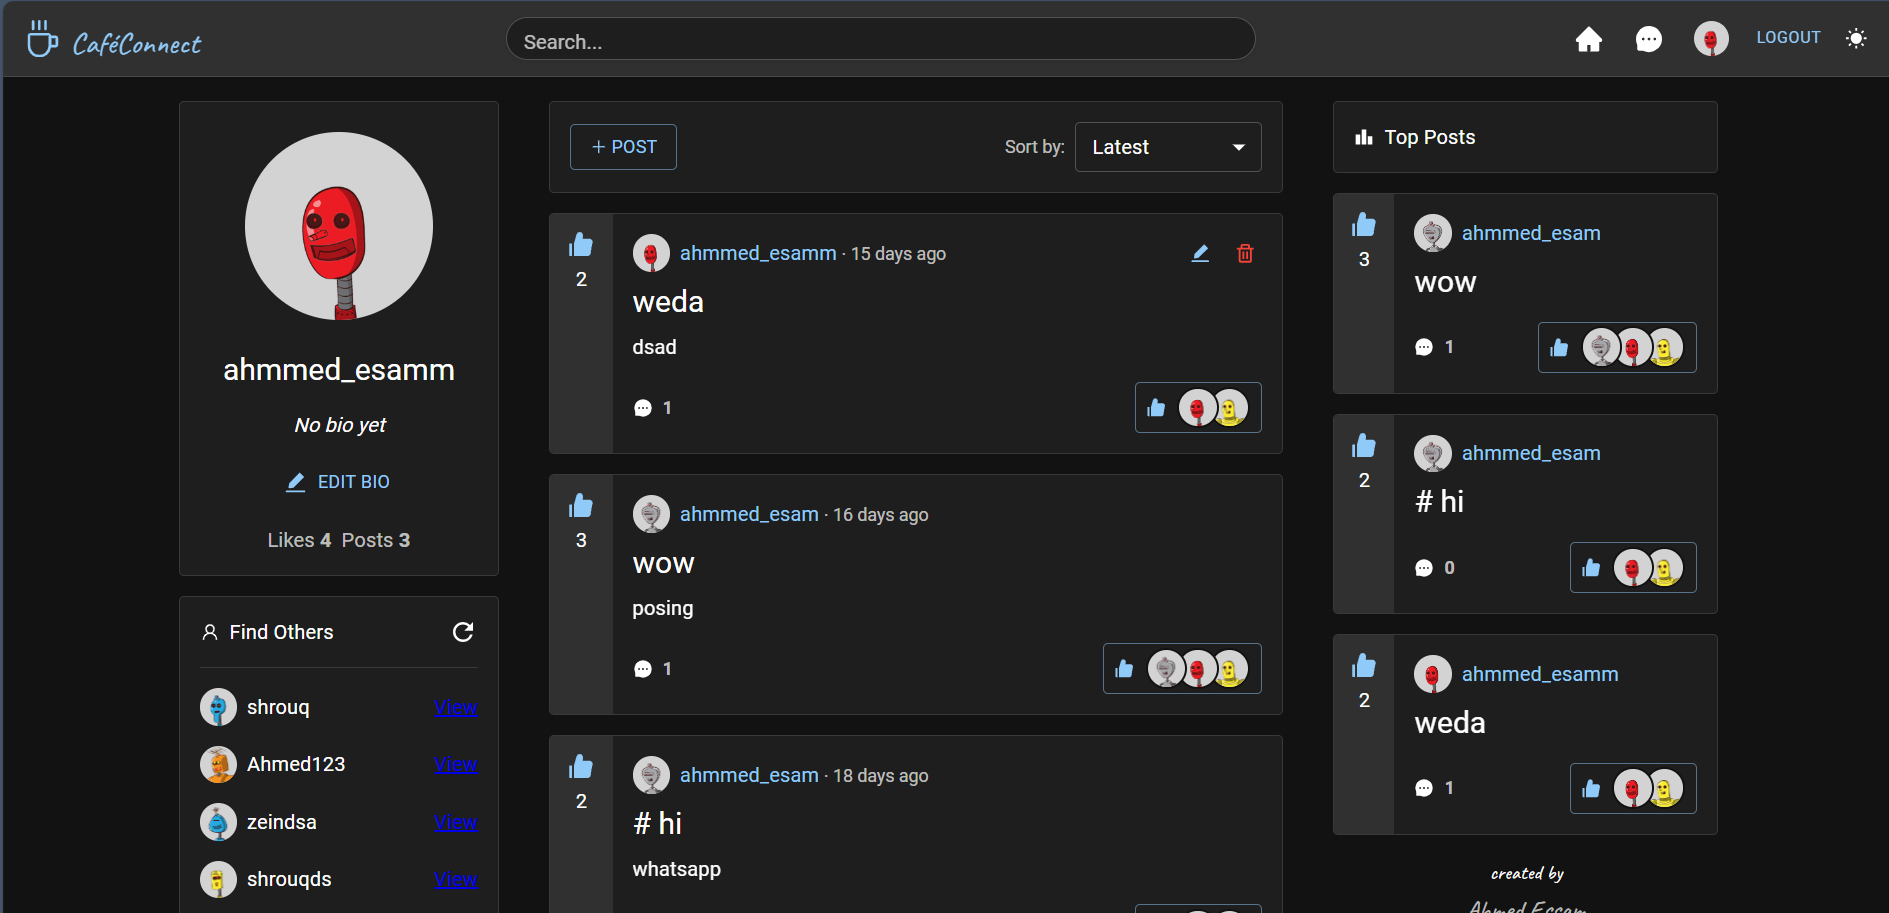 CaféConnect
Search...
LOGOUT
ahmmed_esamm
No bio yet
EDIT BIO
Likes 4 Posts 3
Find Others
shrouq View
Ahmed123 View
zeindsa View
shrouqds View
+ POST
Sort by: Latest
2
ahmmed_esamm · 15 days ago
weda
dsad
1
3
ahmmed_esam · 16 days ago
wow
posing
1
2
ahmmed_esam · 18 days ago
# hi
whatsapp
Top Posts
3
ahmmed_esam
wow
1
2
ahmmed_esam
# hi
0
2
ahmmed_esamm
weda
1
created by
Ahmed Essam